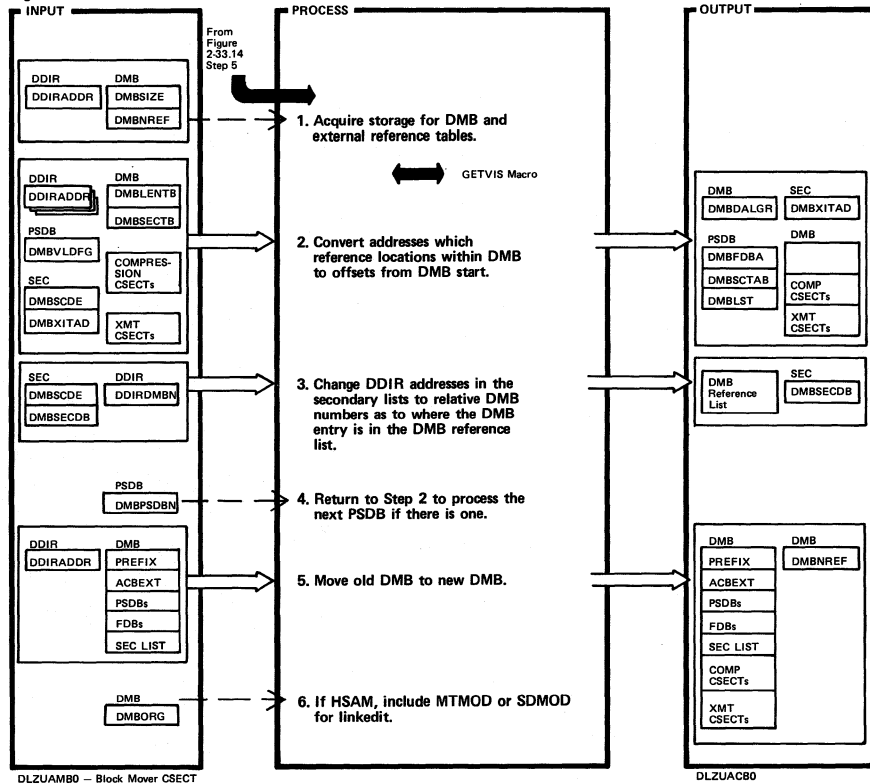 INPUT
PROCESS
OUTPUT
From
Figure
2-33.14
Step 5
DDIR
DDIRADDR
DMB
DMBSIZE
DMBNREF
1. Acquire storage for DMB and
external reference tables.
GETVIS Macro
DDIR
DDIRADDR
DMB
DMBLENTB
DMBSECTB
PSDB
DMBVLDFG
COMPRES-
SION
CSECTs
SEC
DMBSCDE
DMBXITAD
XMT
CSECTs
2. Convert addresses which
reference locations within DMB
to offsets from DMB start.
DMB
DMBDALGR
SEC
DMBXITAD
PSDB
DMBFDBA
DMBSCTAB
DMBLST
DMB
COMP
CSECTs
XMT
CSECTs
SEC
DMBSCDE
DMBSECDB
DDIR
DDIRDMBN
3. Change DDIR addresses in the
secondary lists to relative DMB
numbers as to where the DMB
entry is in the DMB reference
list.
DMB
Reference
List
SEC
DMBSECDB
PSDB
DMBPSDBN
4. Return to Step 2 to process the
next PSDB if there is one.
DDIR
DDIRADDR
DMB
PREFIX
ACBEXT
PSDBs
FDBs
SEC LIST
5. Move old DMB to new DMB.
DMB
PREFIX
ACBEXT
PSDBs
FDBs
SEC LIST
COMP
CSECTs
XMT
CSECTs
DMB
DMBNREF
DMB
DMBORG
6. If HSAM, include MTMOD or SDMOD
for linkedit.
DLZUAMB0 – Block Mover CSECT
DLZUACB0